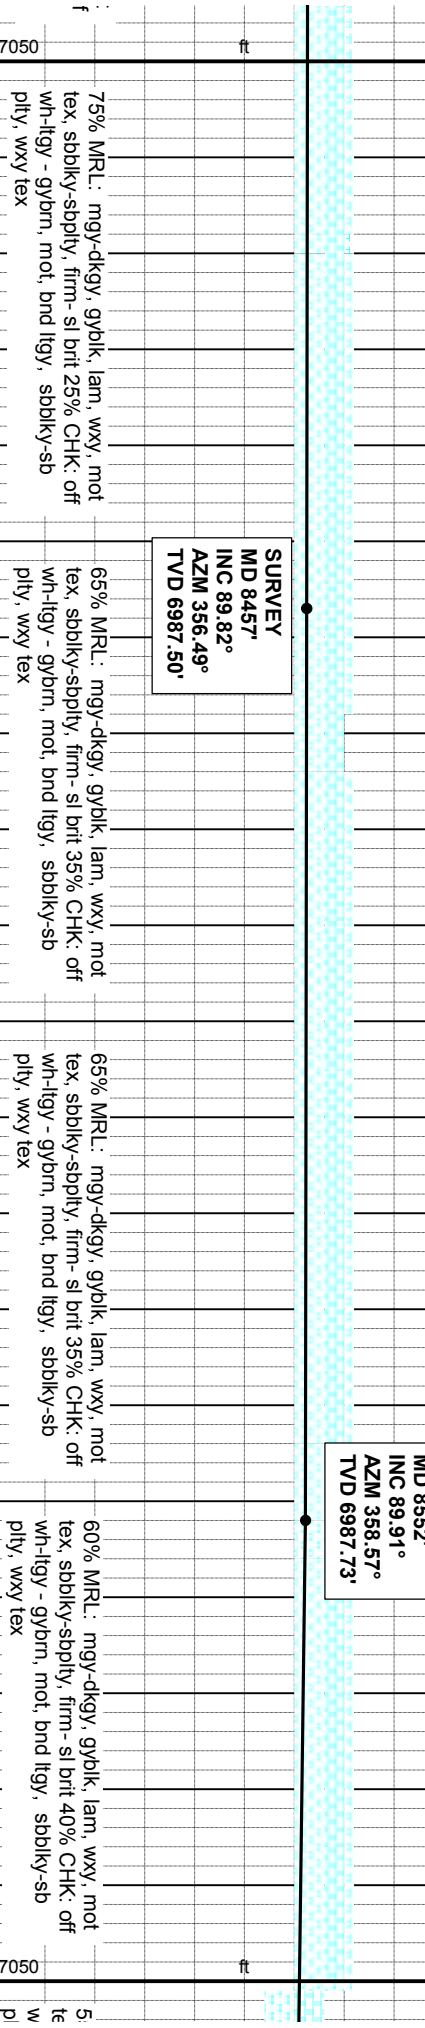 7050
ft
75% MRL:  mgy-dkgy, gyblk, lam, wxy, mot
tex, sbblky-sbplty, firm- sl brit 25% CHK: off
wh-ltgy - gybrn, mot, bnd ltgy,  sbblky-sb
plty, wxy tex
SURVEY
MD 8457'
INC 89.82°
AZM 356.49°
TVD 6987.50'
65% MRL:  mgy-dkgy, gyblk, lam, wxy, mot
tex, sbblky-sbplty, firm- sl brit 35% CHK: off
wh-ltgy - gybrn, mot, bnd ltgy,  sbblky-sb
plty, wxy tex
65% MRL:  mgy-dkgy, gyblk, lam, wxy, mot
tex, sbblky-sbplty, firm- sl brit 35% CHK: off
wh-ltgy - gybrn, mot, bnd ltgy,  sbblky-sb
plty, wxy tex
MD 8552'
INC 89.91°
AZM 358.57°
TVD 6987.73'
60% MRL:  mgy-dkgy, gyblk, lam, wxy, mot
tex, sbblky-sbplty, firm- sl brit 40% CHK: off
wh-ltgy - gybrn, mot, bnd ltgy,  sbblky-sb
plty, wxy tex
7050
ft